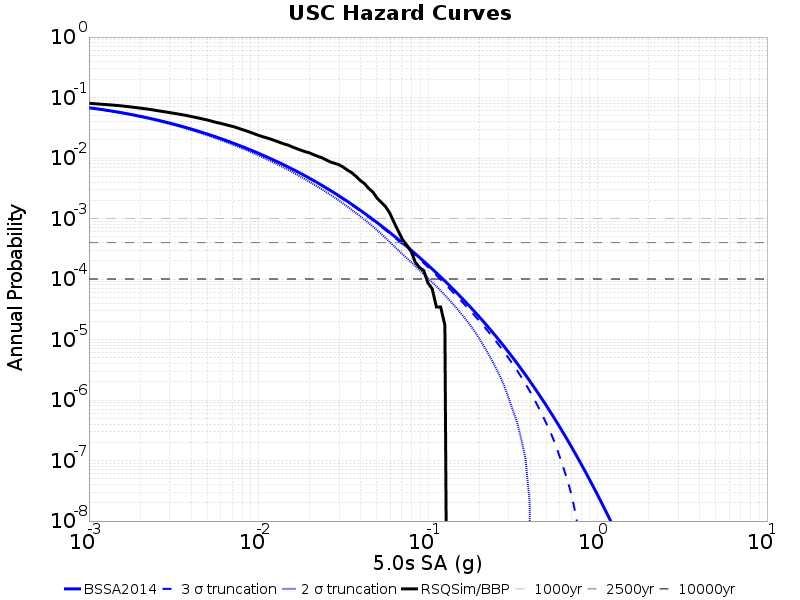 USC Hazard Curves
10^0
10^-1
10^-2
10^-3
10^-4
10^-5
10^-6
10^-7
10^-8
Annual Probability
10^-3 10^-2 10^-1 10^0 10^1
5.0s SA (g)
BSSA2014 3 σ truncation 2 σ truncation RSQSim/BBP 1000yr 2500yr 10000yr